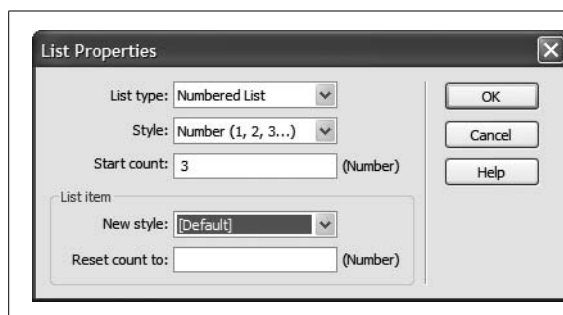 List Properties
List type: Numbered List
OK
Style: Number (1, 2, 3...)
Cancel
Start count: 3 (Number)
Help
List item
New style: [Default]
Reset count to: (Number)